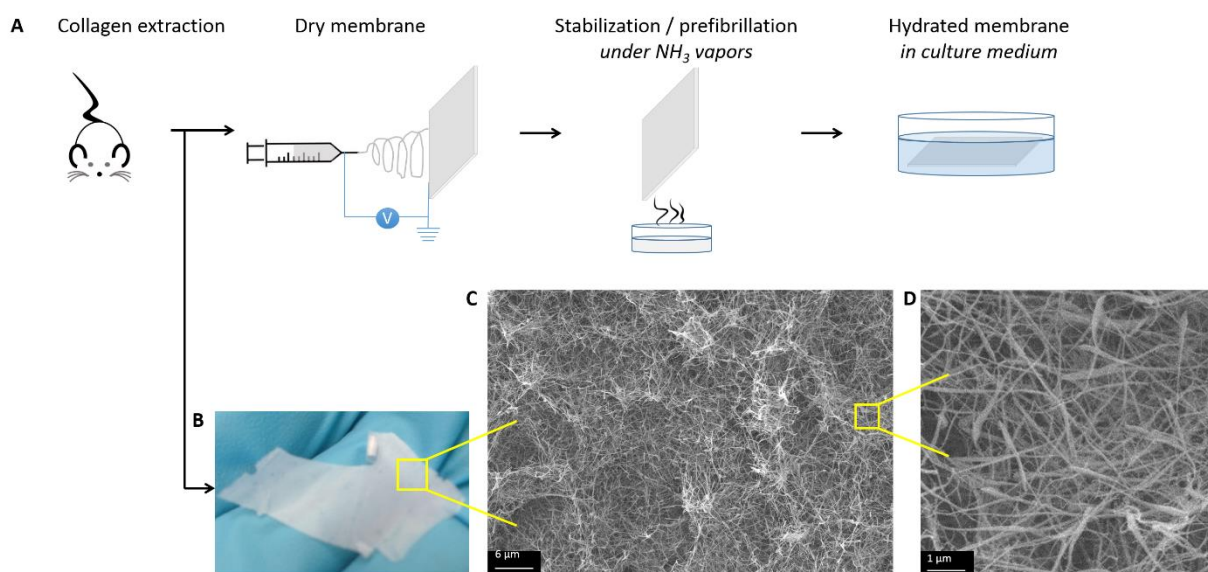 A
Collagen extraction
Dry membrane
Stabilization / prefibrillation
under NH₃ vapors
Hydrated membrane
in culture medium
V
B
C
D
6 µm
1 µm